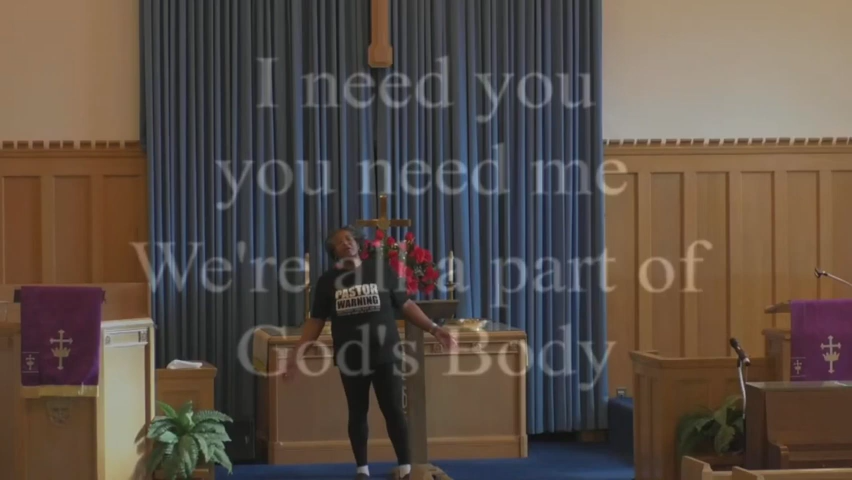 I need you
you need me
We're all a part of
God's Body
PASTOR
WARNING